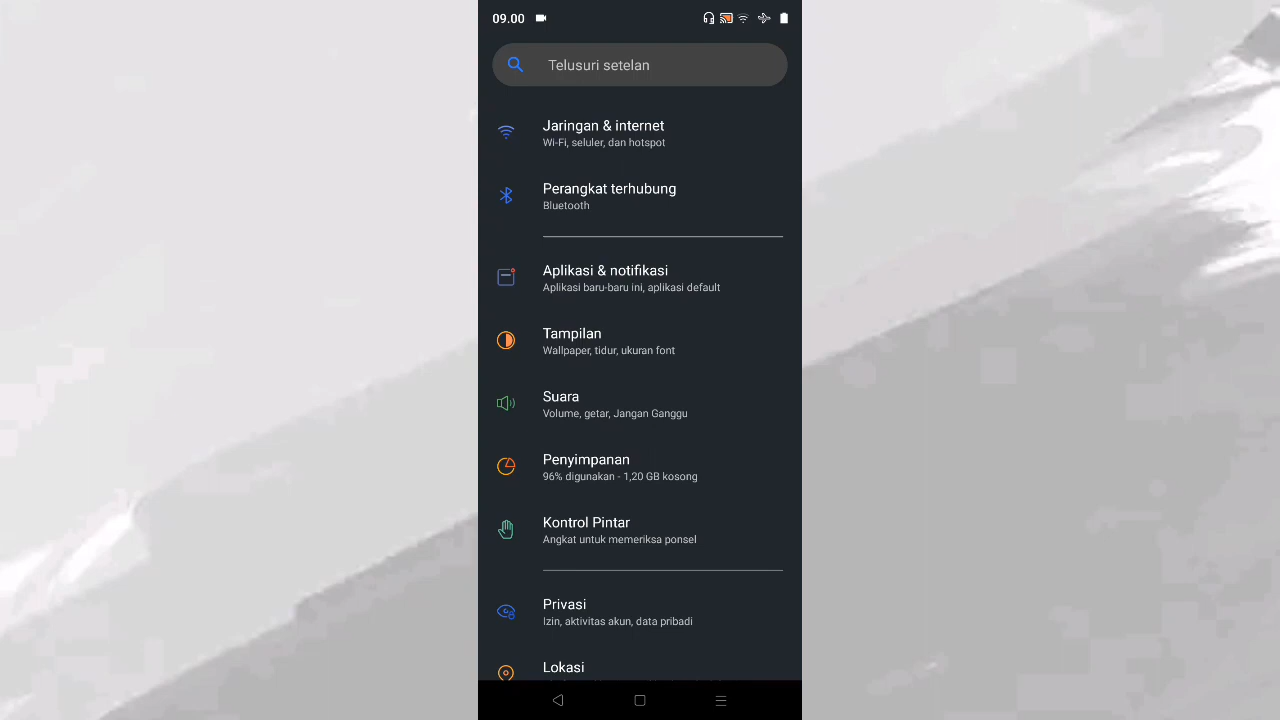 09.00
Telusuri setelan
Jaringan & internet
Wi-Fi, seluler, dan hotspot
Perangkat terhubung
Bluetooth
Aplikasi & notifikasi
Aplikasi baru-baru ini, aplikasi default
Tampilan
Wallpaper, tidur, ukuran font
Suara
Volume, getar, Jangan Ganggu
Penyimpanan
96% digunakan - 1,20 GB kosong
Kontrol Pintar
Angkat untuk memeriksa ponsel
Privasi
Izin, aktivitas akun, data pribadi
Lokasi